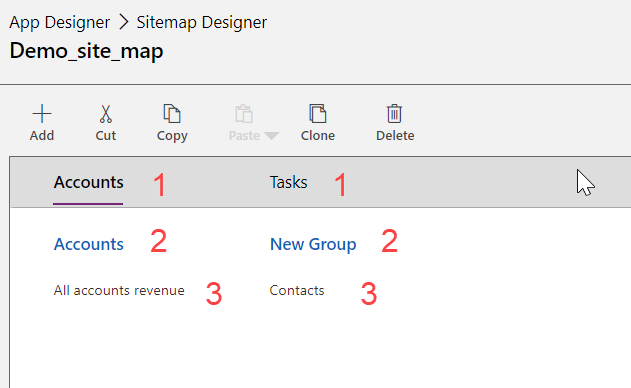 App Designer > Sitemap Designer
Demo_site_map
Add Cut Copy Paste Clone Delete
Accounts 1 Tasks 1
Accounts 2 New Group 2
All accounts revenue 3 Contacts 3